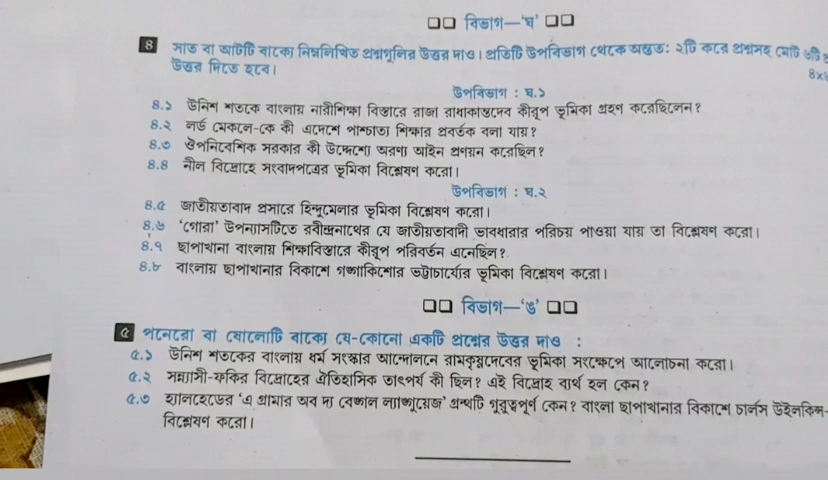 বিভাগ—‘ঘ’
৪ সাত বা আটটি বাক্যে নিম্নলিখিত প্রশ্নগুলির উত্তর দাও। প্রতিটি উপবিভাগ থেকে অন্তত: ২টি করে প্রশ্নসহ মোট ৬টি
উত্তর দিতে হবে।
৪×৬
উপবিভাগ : ঘ.১
৪.১ উনিশ শতকে বাংলায় নারীশিক্ষা বিস্তারে রাজা রাধাকান্তদেব কীরূপ ভূমিকা গ্রহণ করেছিলেন?
৪.২ লর্ড মেকলে-কে কী এদেশে পাশ্চাত্য শিক্ষার প্রবর্তক বলা যায়?
৪.৩ ঔপনিবেশিক সরকার কী উদ্দেশ্যে অরণ্য আইন প্রণয়ন করেছিল?
৪.৪ নীল বিদ্রোহে সংবাদপত্রের ভূমিকা বিশ্লেষণ করো।
উপবিভাগ : ঘ.২
৪.৫ জাতীয়তাবাদ প্রসারে হিন্দুমেলার ভূমিকা বিশ্লেষণ করো।
৪.৬ ‘গোরা’ উপন্যাসটিতে রবীন্দ্রনাথের যে জাতীয়তাবাদী ভাবধারার পরিচয় পাওয়া যায় তা বিশ্লেষণ করো।
৪.৭ ছাপাখানা বাংলায় শিক্ষাবিস্তারে কীরূপ পরিবর্তন এনেছিল?
৪.৮ বাংলায় ছাপাখানার বিকাশে গঙ্গাকিশোর ভট্টাচার্যের ভূমিকা বিশ্লেষণ করো।
বিভাগ—‘ঙ’
৫ পনেরো বা ষোলোটি বাক্যে যে-কোনো একটি প্রশ্নের উত্তর দাও :
৫.১ উনিশ শতকের বাংলায় ধর্ম সংস্কার আন্দোলনে রামকৃষ্ণদেবের ভূমিকা সংক্ষেপে আলোচনা করো।
৫.২ সন্ন্যাসী-ফকির বিদ্রোহের ঐতিহাসিক তাৎপর্য কী ছিল? এই বিদ্রোহ ব্যর্থ হল কেন?
৫.৩ হ্যালহেডের ‘এ গ্রামার অব দ্য বেঙ্গল ল্যাঙ্গুয়েজ’ গ্রন্থটি গুরুত্বপূর্ণ কেন? বাংলা ছাপাখানার বিকাশে চার্লস উইলকিনস-
বিশ্লেষণ করো।